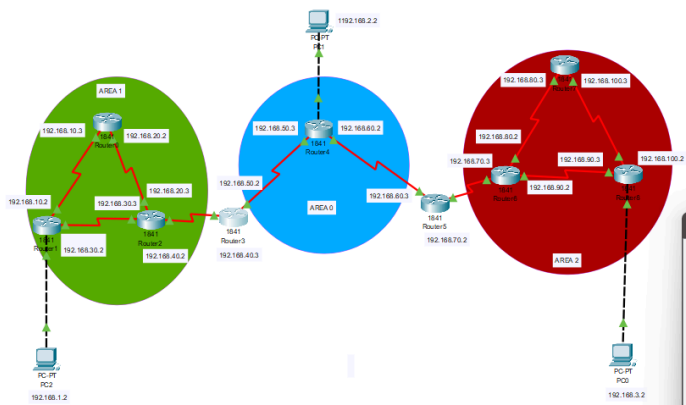 1192.168.2.2
PC-PT
PC1
192.168.80.3
1841
192.168.100.3
AREA 1
192.168.10.3
1841
192.168.20.2
192.168.50.3
1841
Router4
192.168.60.2
192.168.80.2
192.168.70.3
192.168.90.3
192.168.100.2
192.168.20.3
192.168.50.2
192.168.10.2
192.168.30.3
192.168.60.3
1841
192.168.90.2
AREA 0
1841
Router1
192.168.30.2
1841
Router2
192.168.40.2
1841
Router3
192.168.40.3
1841
Router5
192.168.70.2
AREA 2
PC-PT
PC2
192.168.1.2
PC-PT
PC0
192.168.3.2